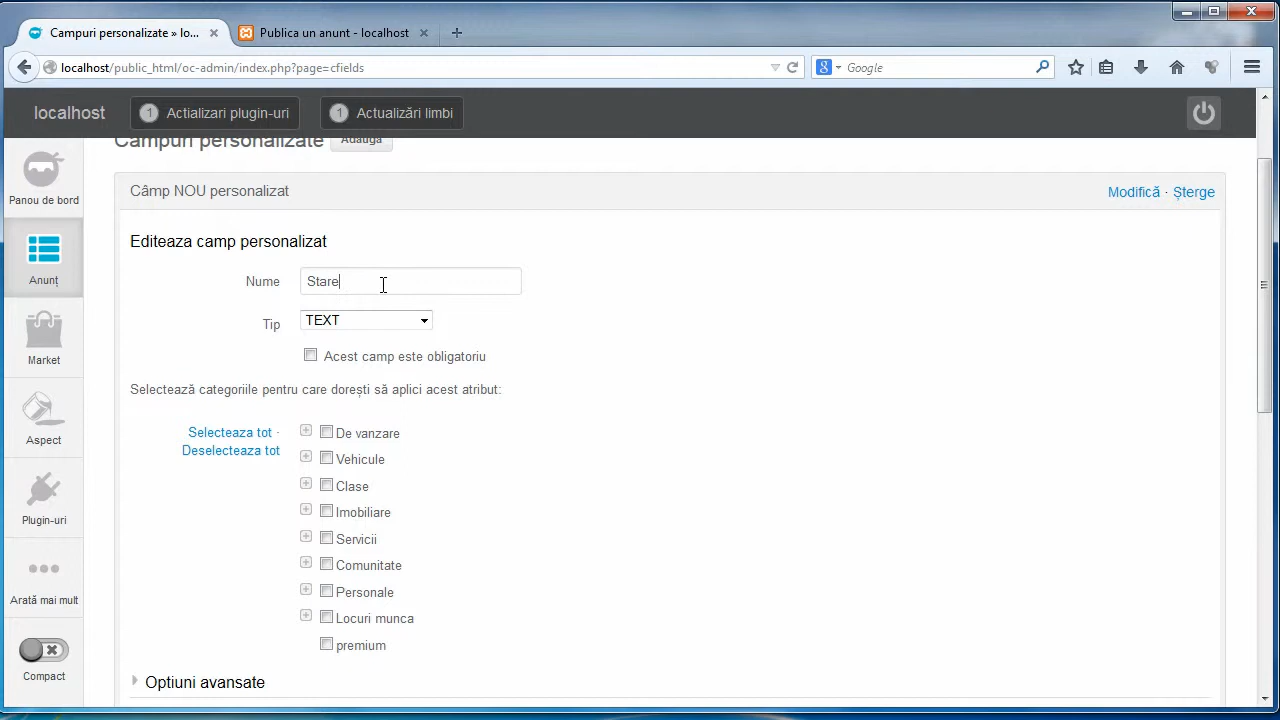 Campuri personalizate » lo...
Publica un anunt - localhost
localhost/public_html/oc-admin/index.php?page=cfields
Google
localhost
1 Actializari plugin-uri
1 Actualizări limbi
Campuri personalizate
Adauga
Panou de bord
Câmp NOU personalizat
Modifică · Șterge
Editeaza camp personalizat
Anunț
Nume
Stare
Tip
TEXT
Market
Acest camp este obligatoriu
Selectează categoriile pentru care dorești să aplici acest atribut:
Selecteaza tot ·
Deselecteaza tot
De vanzare
Aspect
Vehicule
Clase
Imobiliare
Plugin-uri
Servicii
Comunitate
Personale
Arată mai mult
Locuri munca
premium
Compact
Optiuni avansate